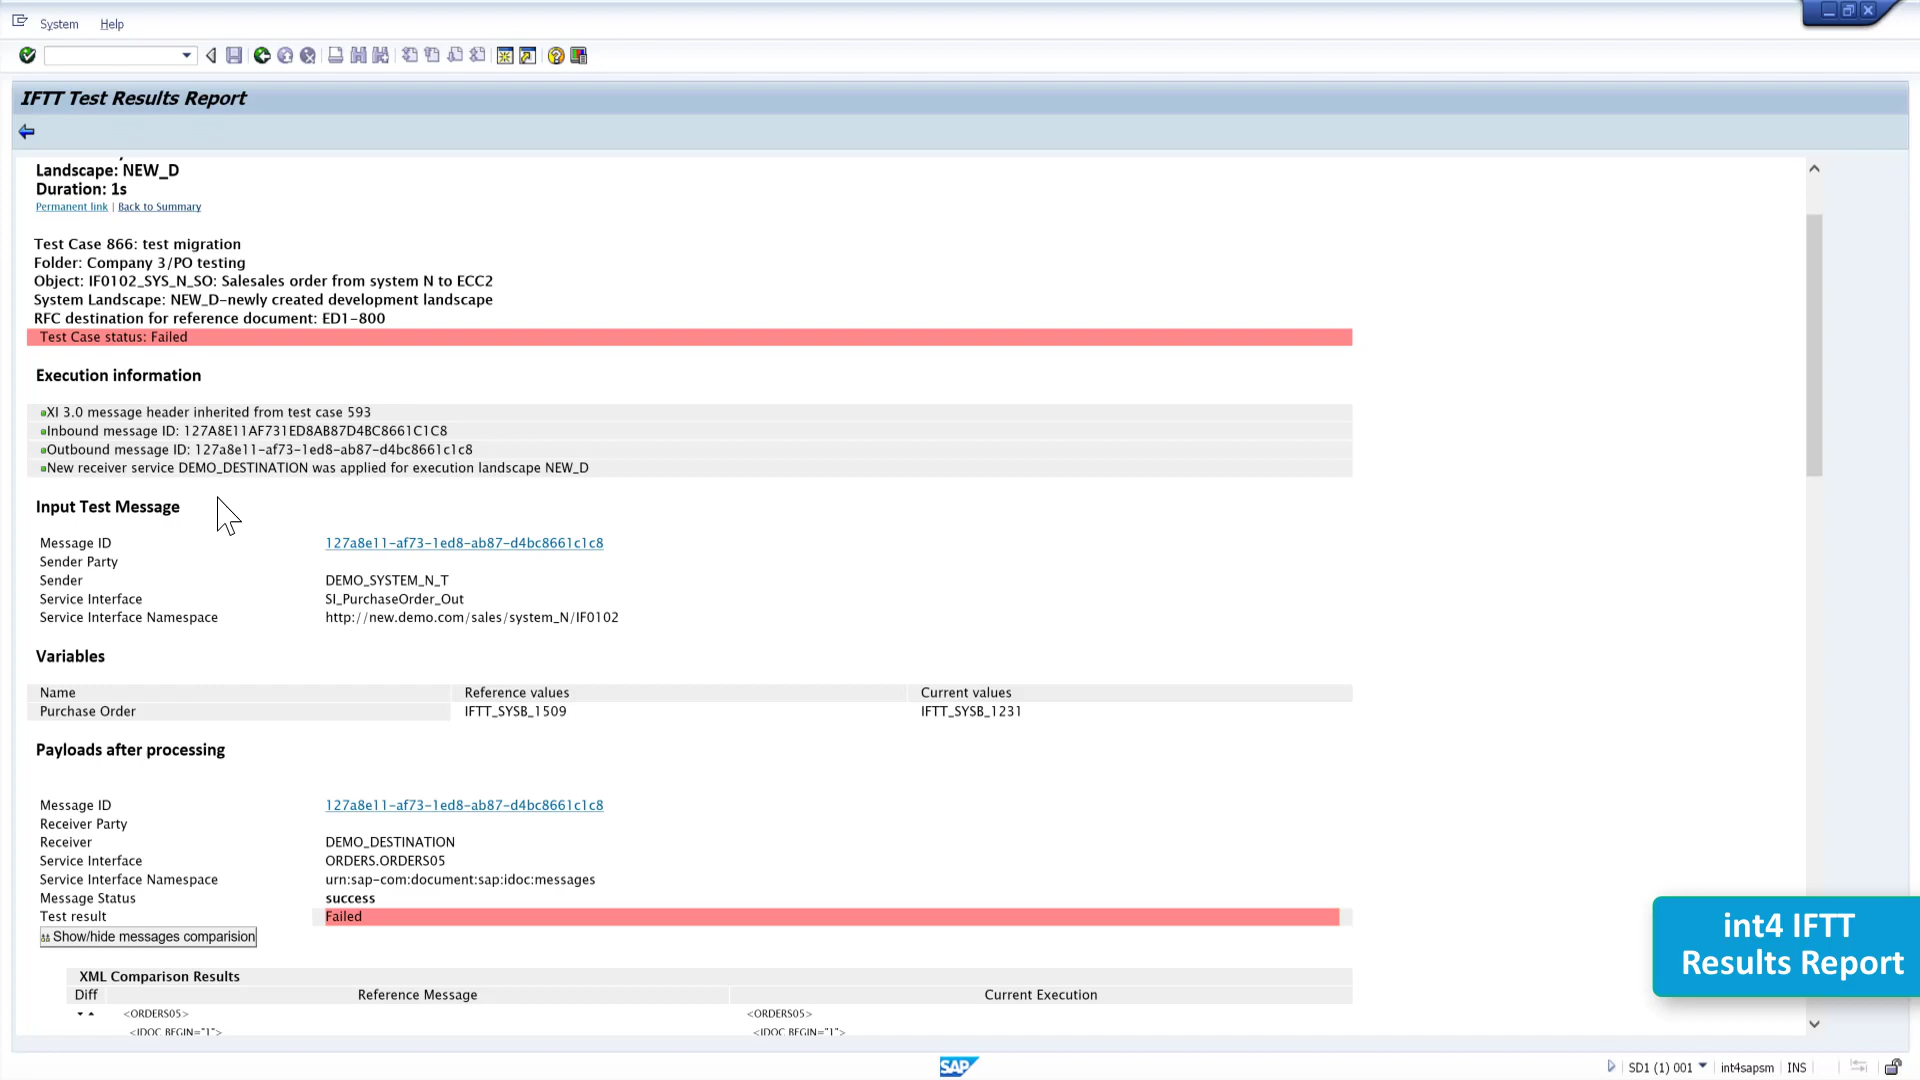 System Help
IFTT Test Results Report
Landscape: NEW_D
Duration: 1s
Permanent link | Back to Summary
Test Case 866: test migration
Folder: Company 3/PO testing
Object: IF0102_SYS_N_SO: Salesales order from system N to ECC2
System Landscape: NEW_D-newly created development landscape
RFC destination for reference document: ED1-800
Test Case status: Failed
Execution information
XI 3.0 message header inherited from test case 593
Inbound message ID: 127A8E11AF731ED8AB87D4BC8661C1C8
Outbound message ID: 127a8e11-af73-1ed8-ab87-d4bc8661c1c8
New receiver service DEMO_DESTINATION was applied for execution landscape NEW_D
Input Test Message
Message ID 127a8e11-af73-1ed8-ab87-d4bc8661c1c8
Sender Party
Sender DEMO_SYSTEM_N_T
Service Interface SI_PurchaseOrder_Out
Service Interface Namespace http://new.demo.com/sales/system_N/IF0102
Variables
Name Reference values Current values
Purchase Order IFTT_SYSB_1509 IFTT_SYSB_1231
Payloads after processing
Message ID 127a8e11-af73-1ed8-ab87-d4bc8661c1c8
Receiver Party
Receiver DEMO_DESTINATION
Service Interface ORDERS.ORDERS05
Service Interface Namespace urn:sap-com:document:sap:idoc:messages
Message Status success
Test result Failed
Show/hide messages comparision
XML Comparison Results
Diff Reference Message Current Execution
<ORDERS05> <ORDERS05>
<IDOC BEGIN="1"> <IDOC BEGIN="1">
int4 IFTT
Results Report
SAP SD1 (1) 001 int4sapsm INS